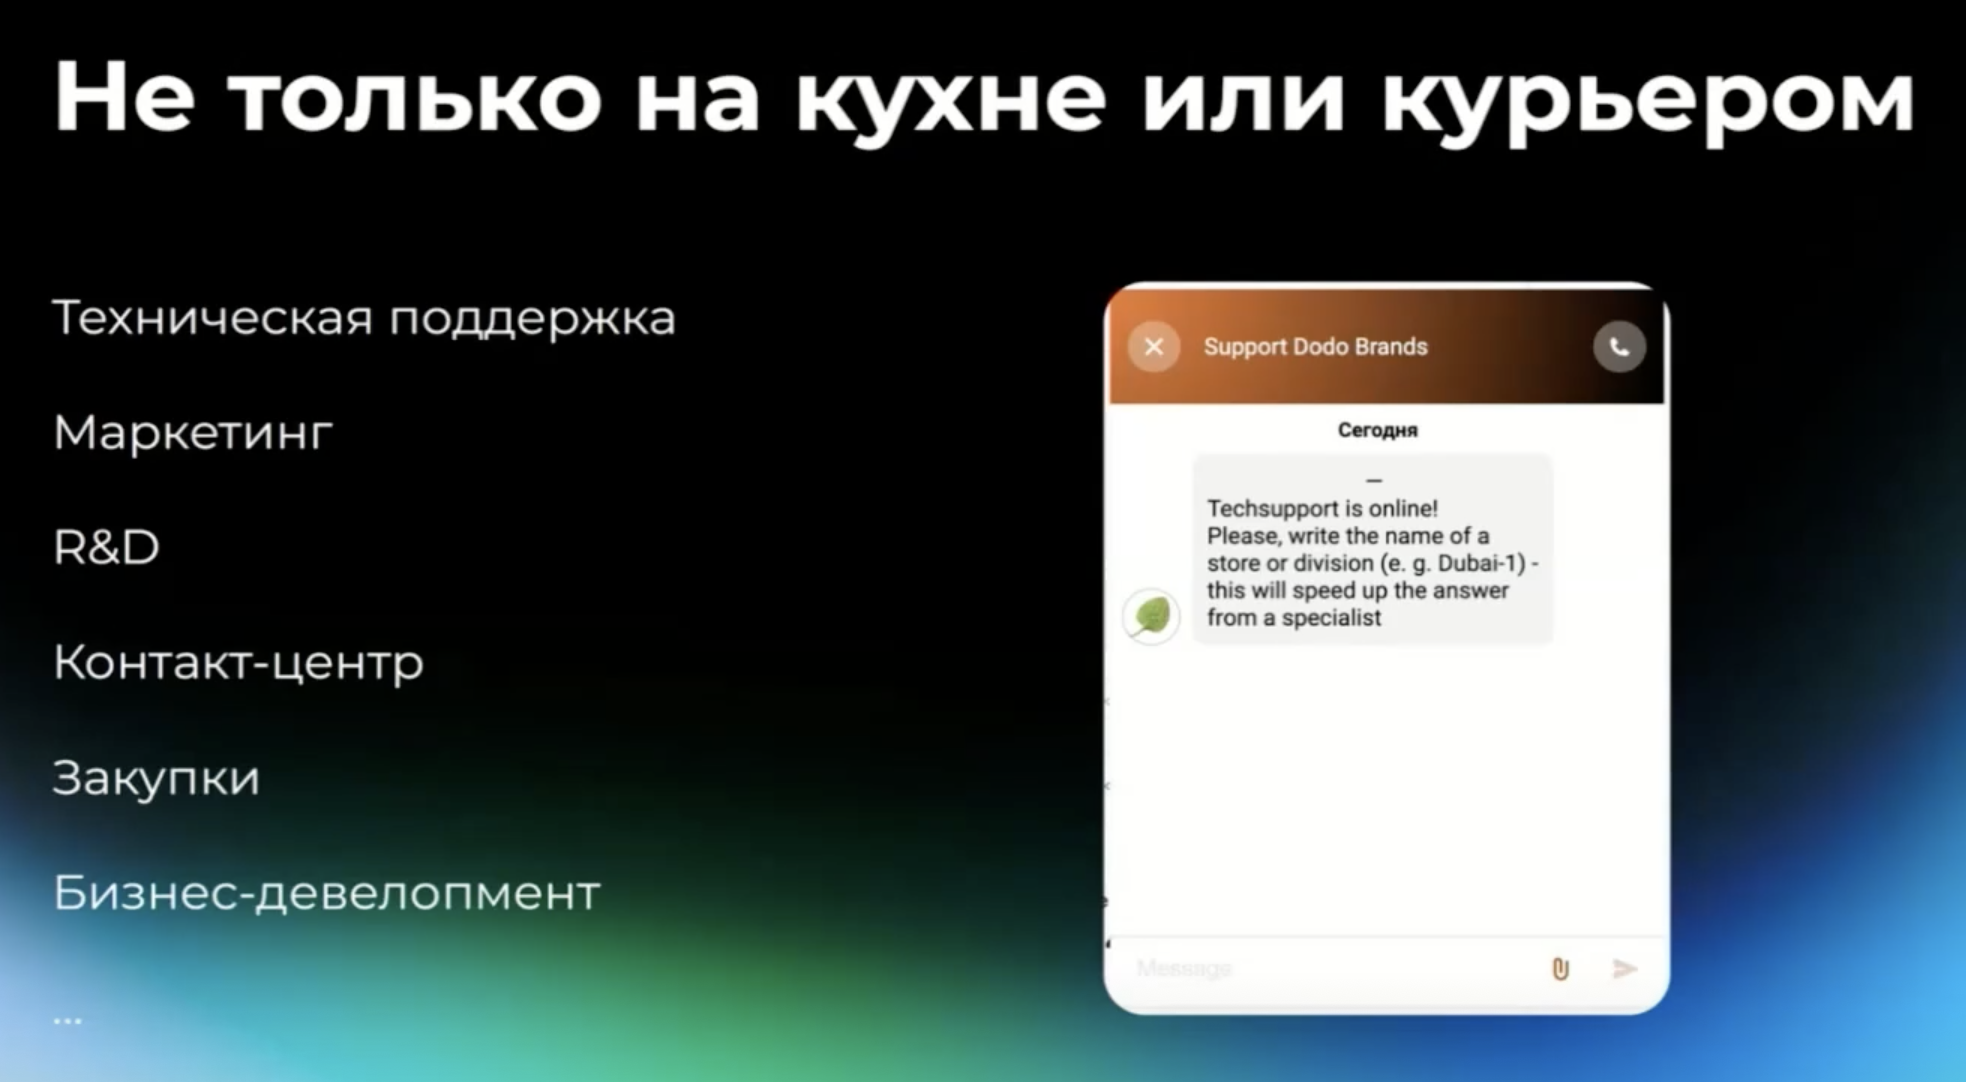 Не только на кухне или курьером
Техническая поддержка
Маркетинг
R&D
Контакт-центр
Закупки
Бизнес-девелопмент
...
Support Dodo Brands
Сегодня
—
Techsupport is online!
Please, write the name of a
store or division (e. g. Dubai-1) -
this will speed up the answer
from a specialist
Message